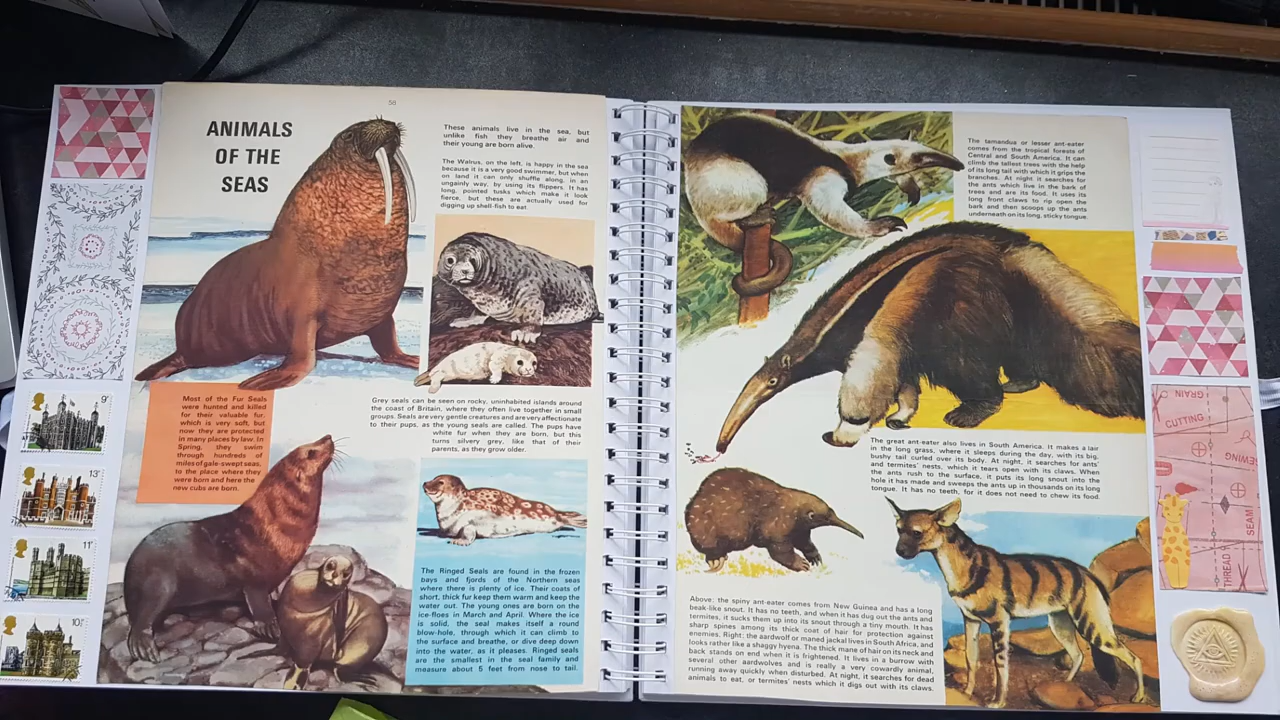 50
ANIMALS
OF THE
SEAS
These animals live in the sea, but
unlike fish they breathe air and
their young are born alive.
The Walrus, on the left, is happy in the sea
because it is a very good swimmer, but when
on land it can only shuffle along, in an
ungainly way, by using its flippers. It has
long, pointed tusks which make it look
fierce, but these are actually used for
digging up shell-fish to eat.
Most of the Fur Seals
were hunted and killed
for their valuable fur,
which is very soft, but
now they are protected
in many places by law. In
Spring, they swim
through hundreds of
miles of gale-swept seas,
to the place where they
were born and here the
new cubs are born.
Grey seals can be seen on rocky, uninhabited islands around
the coast of Britain, where they often live together in small
groups. Seals are very gentle creatures and are very affectionate
to their pups, as the young seals are called. The pups have
white fur when they are born, but this
turns silvery grey, like that of their
parents, as they grow older.
The Ringed Seals are found in the frozen
bays and fjords of the Northern seas
where there is plenty of ice. Their coats of
short, thick fur keep them warm and keep the
water out. The young ones are born on the
ice-floes in March and April. Where the ice
is solid, the seal makes itself a round
blow-hole, through which it can climb to
the surface and breathe, or dive deep down
into the water, as it pleases. Ringed seals
are the smallest in the seal family and
measure about 5 feet from nose to tail.
9p
13p
11p
10½p
The tamandua or lesser ant-eater
comes from the tropical forests of
Central and South America. It can
climb the tallest trees with the help
of its long tail with which it grips the
branches. At night it searches for
the ants which live in the bark of
trees and are its food. It uses its
long front claws to rip open the
bark and then scoops up the ants
underneath on its long, sticky tongue.
The great ant-eater also lives in South America. It makes a lair
in the long grass, where it sleeps during the day, with its big,
bushy tail curled over its body. At night, it searches for ants'
and termites' nests, which it tears open with its claws. When
the ants rush to the surface, it puts its long snout into the
hole it has made and sweeps the ants up in thousands on its long
tongue. It has no teeth, for it does not need to chew its food.
Above: the spiny ant-eater comes from New Guinea and has a long
beak-like snout. It has no teeth, and when it has dug out the ants and
termites, it sucks them up into its snout through a tiny mouth. It has
sharp spines among its thick coat of hair for protection against
enemies. Right: the aardwolf or maned jackal lives in South Africa, and
looks rather like a shaggy hyena. The thick mane of hair on its neck and
back stands on end when it is frightened. It lives in a burrow with
several other aardwolves and is really a very cowardly animal,
running away quickly when disturbed. At night, it searches for dead
animals to eat, or termites' nests which it digs out with its claws.
GRAIN
CUTTING
SEWING
SEAM
THREAD